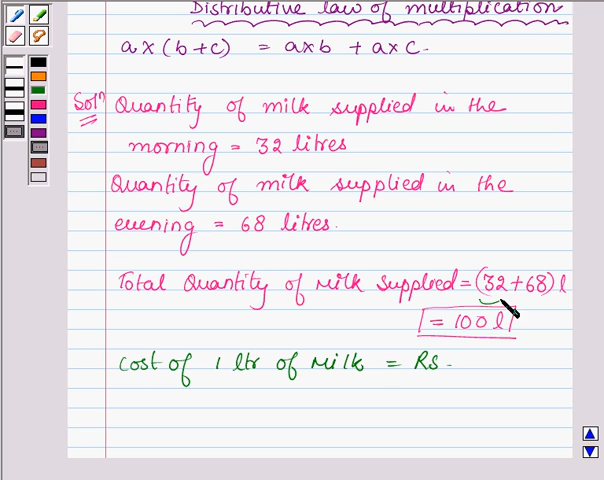 Distributive law of multiplication
a×(b+c) = a×b + a×c.
Solⁿ Quantity of milk supplied in the
morning = 32 litres
Quantity of milk supplied in the
evening = 68 litres.
Total Quantity of Milk Supplied = (32+68) l
= 100 l
Cost of 1 ltr of Milk = Rs.